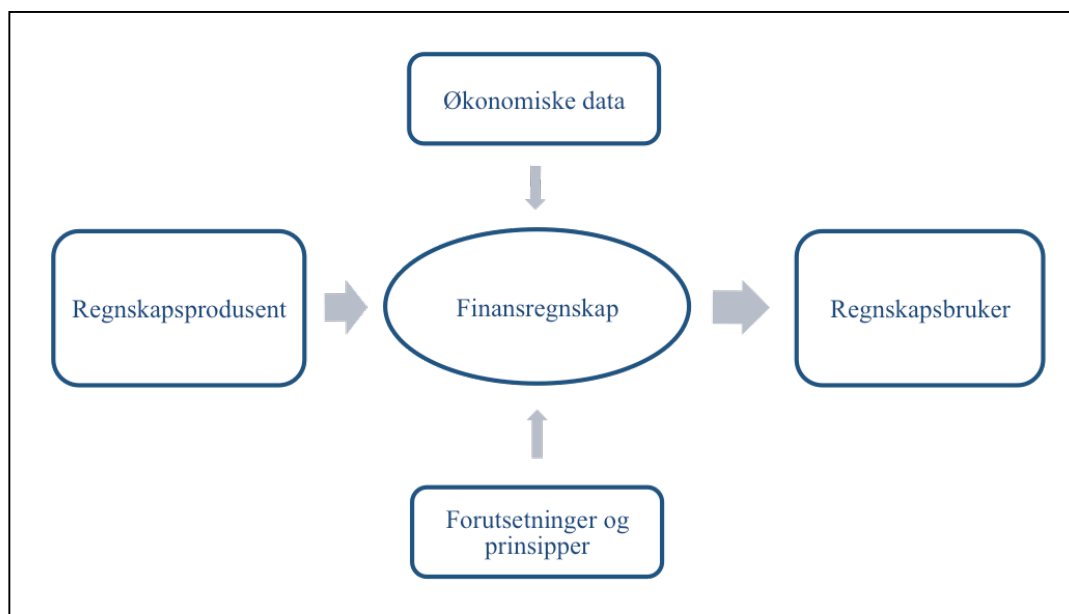 Økonomiske data
Regnskapsprodusent
Finansregnskap
Regnskapsbruker
Forutsetninger og
prinsipper